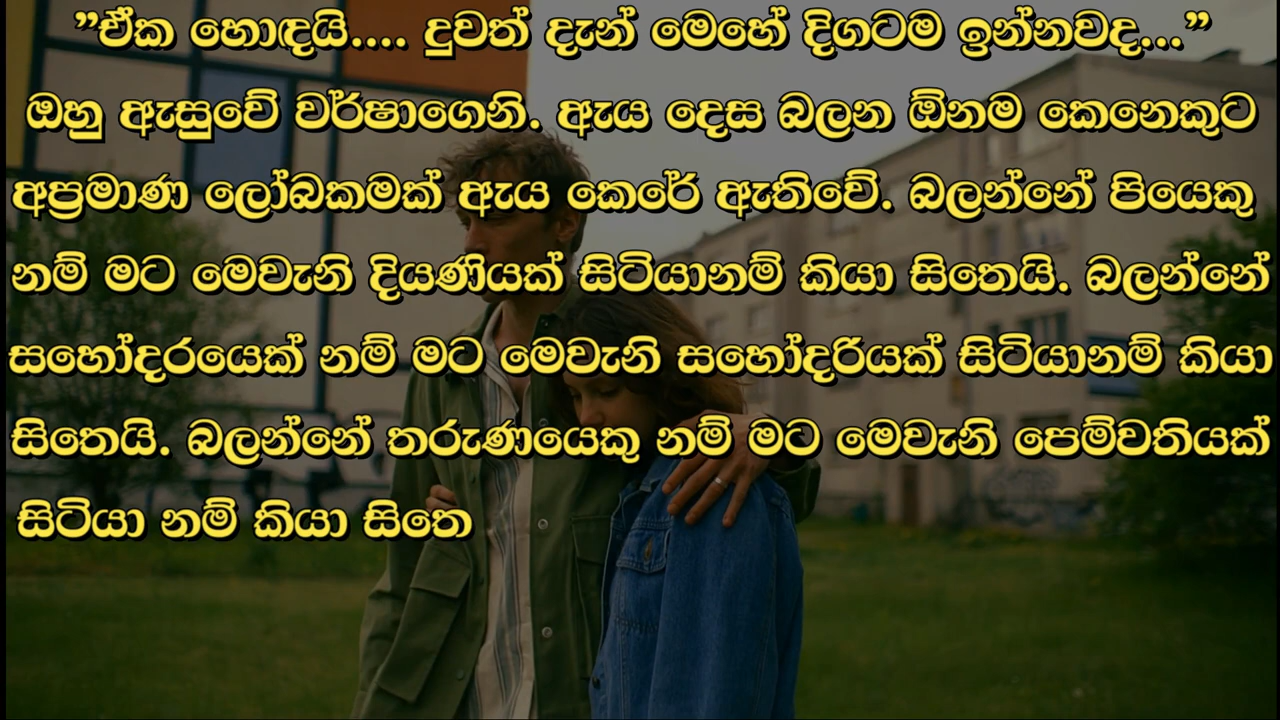 ”ඒක හොඳයි.... දුවත් දැන් මෙහේ දිගටම ඉන්නවද...”
ඔහු ඇසුවේ වර්ෂාගෙනි. ඇය දෙස බලන ඕනම කෙනෙකුට
අප්‍රමාණ ලෝබකමක් ඇය කෙරේ ඇතිවේ. බලන්නේ පියෙකු
නම් මට මෙවැනි දියණියක් සිටියානම් කියා සිතෙයි. බලන්නේ
සහෝදරයෙක් නම් මට මෙවැනි සහෝදරියක් සිටියානම් කියා
සිතෙයි. බලන්නේ තරුණයෙකු නම් මට මෙවැනි පෙම්වතියක්
සිටියා නම් කියා සිතෙ